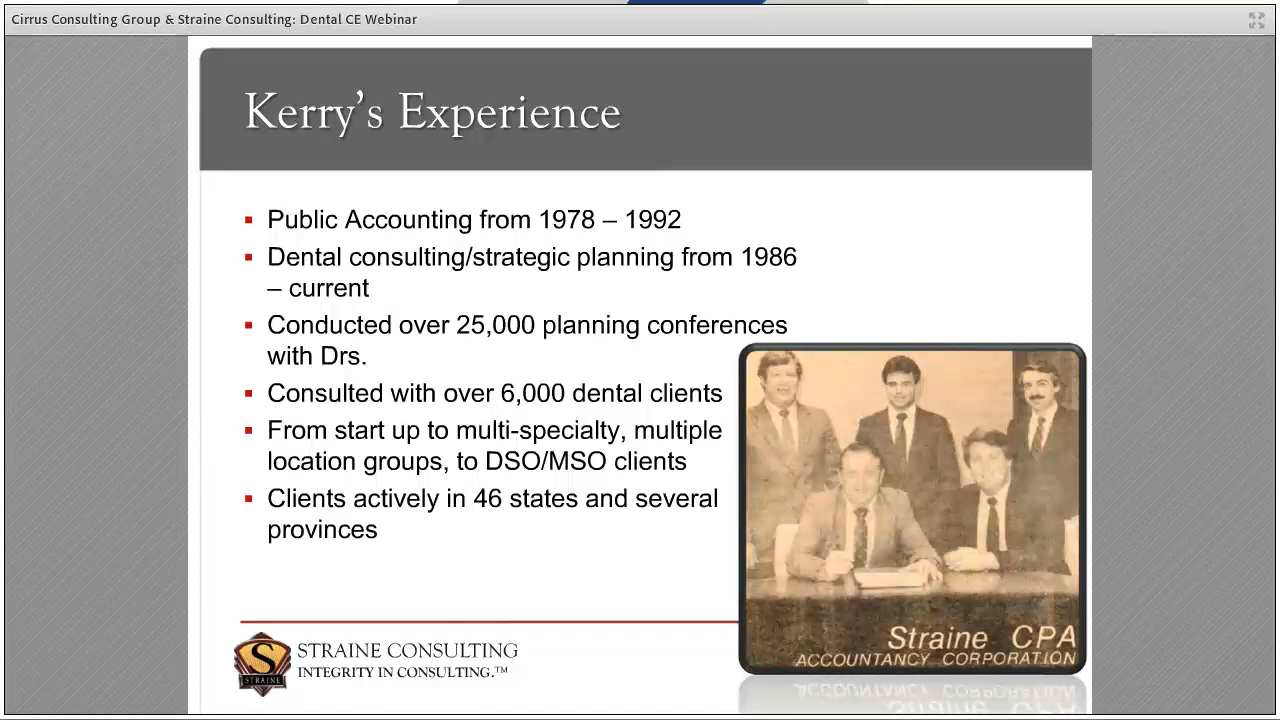 Cirrus Consulting Group & Straine Consulting: Dental CE Webinar
Kerry's Experience
Public Accounting from 1978 – 1992
Dental consulting/strategic planning from 1986
– current
Conducted over 25,000 planning conferences
with Drs.
Consulted with over 6,000 dental clients
From start up to multi-specialty, multiple
location groups, to DSO/MSO clients
Clients actively in 46 states and several
provinces
Straine CPA
ACCOUNTANCY CORPORATION
S
STRAINE
STRAINE CONSULTING
INTEGRITY IN CONSULTING.™